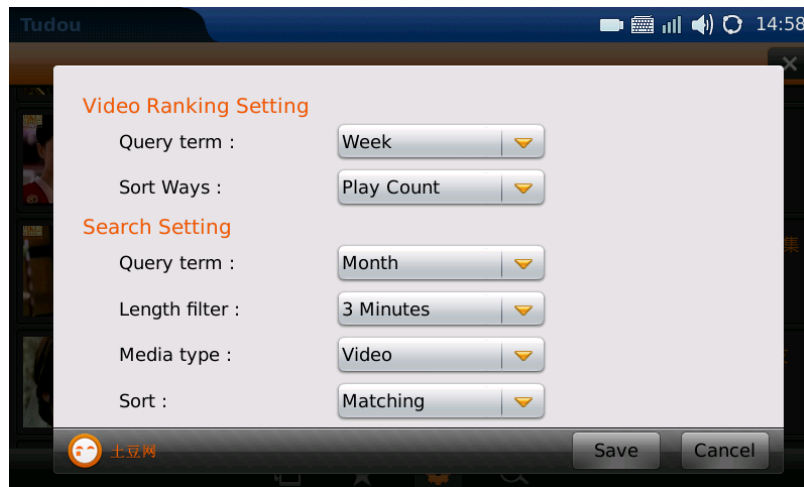 Tudou 14:58
Video Ranking Setting
Query term : Week
Sort Ways : Play Count
Search Setting
Query term : Month
集
Length filter : 3 Minutes
Media type : Video
Sort : Matching
土豆网 Save Cancel